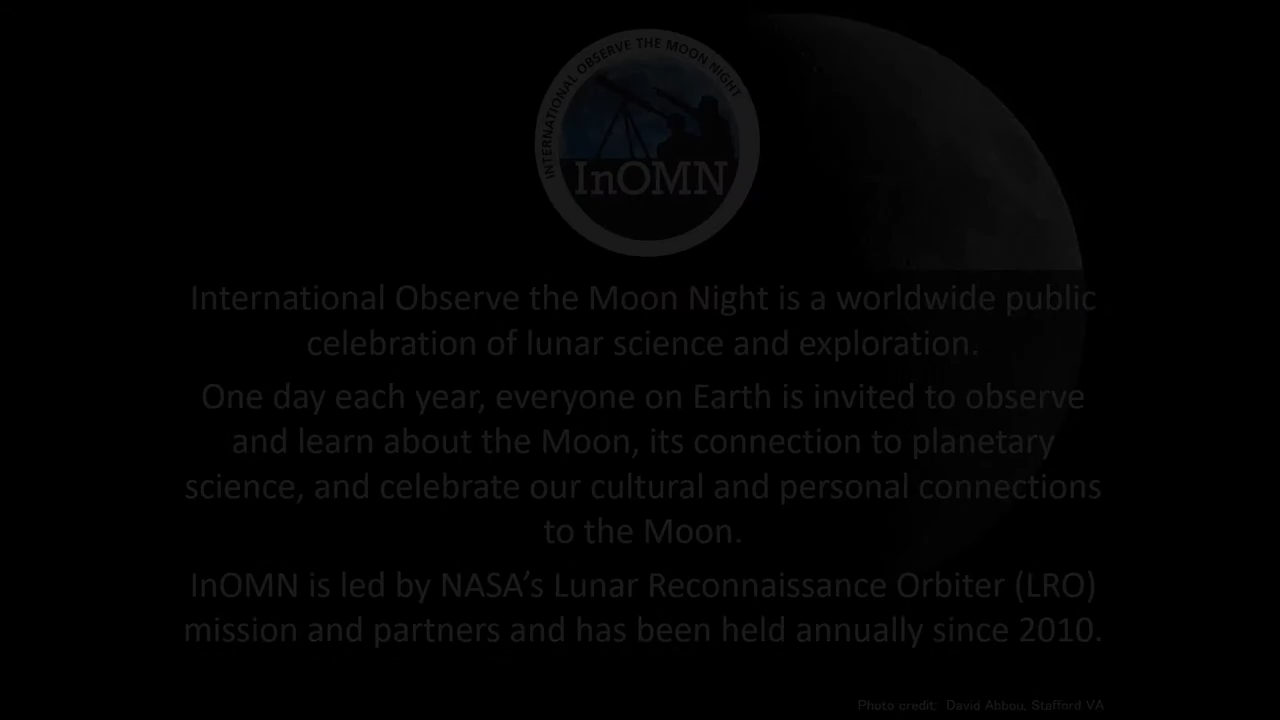 INTERNATIONAL OBSERVE THE MOON NIGHT
InOMN
International Observe the Moon Night is a worldwide public
celebration of lunar science and exploration.
One day each year, everyone on Earth is invited to observe
and learn about the Moon, its connection to planetary
science, and celebrate our cultural and personal connections
to the Moon.
InOMN is led by NASA’s Lunar Reconnaissance Orbiter (LRO)
mission and partners and has been held annually since 2010.
Photo credit: David Abbou, Stafford VA